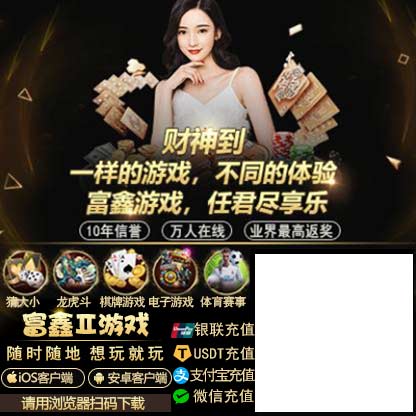 财神到
一样的游戏，不同的体验
富鑫游戏，任君尽享乐
10年信誉 万人在线 业界最高返奖
猜大小 龙虎斗 棋牌游戏 电子游戏 体育赛事
富鑫II游戏
随时随地 想玩就玩
iOS客户端 安卓客户端
请用浏览器扫码下载
银联充值
USDT充值
支付宝充值
微信充值